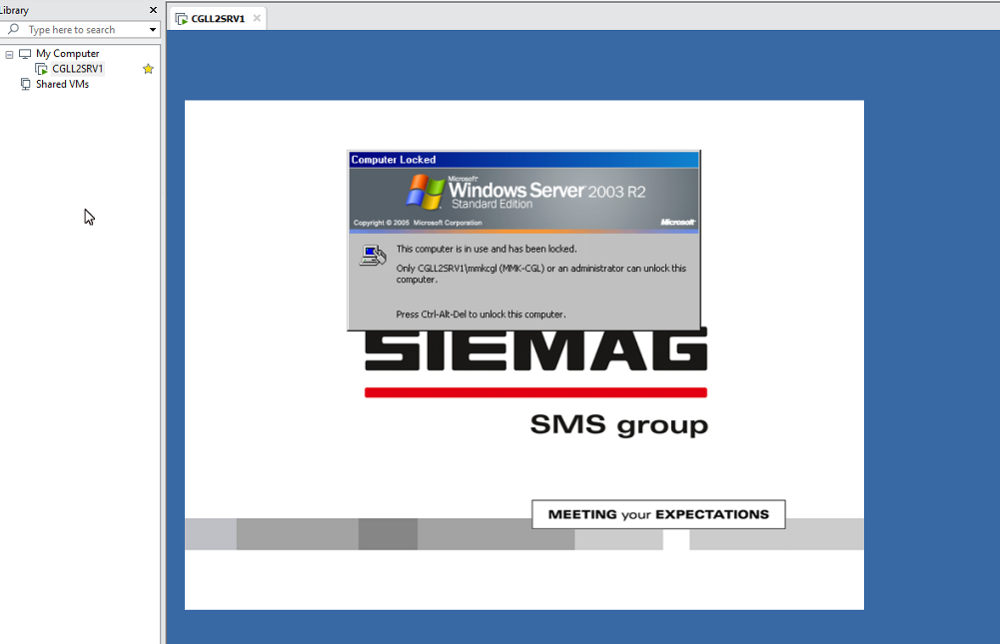 Library
Type here to search
My Computer
CGLL2SRV1
Shared VMs
CGLL2SRV1
Computer Locked
Microsoft
Windows Server 2003 R2
Standard Edition
Copyright © 2005 Microsoft Corporation
Microsoft
This computer is in use and has been locked.
Only CGLL2SRV1\mmkcgl (MMK-CGL) or an administrator can unlock this
computer.
Press Ctrl-Alt-Del to unlock this computer.
SIEMAG
SMS group
MEETING your EXPECTATIONS